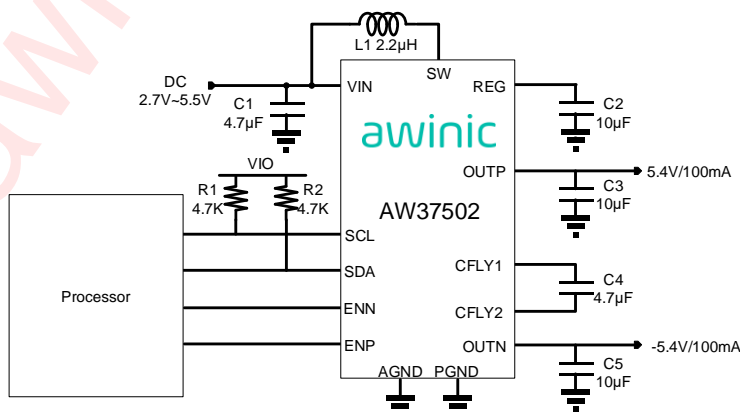 L1 2.2µH
SW
DC
2.7V~5.5V
VIN
REG
C1
4.7µF
C2
10µF
awinic
VIO
OUTP
5.4V/100mA
R1
4.7K
R2
4.7K
C3
10µF
AW37502
SCL
SDA
CFLY1
C4
4.7µF
Processor
ENN
CFLY2
ENP
OUTN
-5.4V/100mA
AGND
PGND
C5
10µF